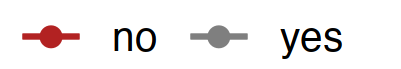 no yes